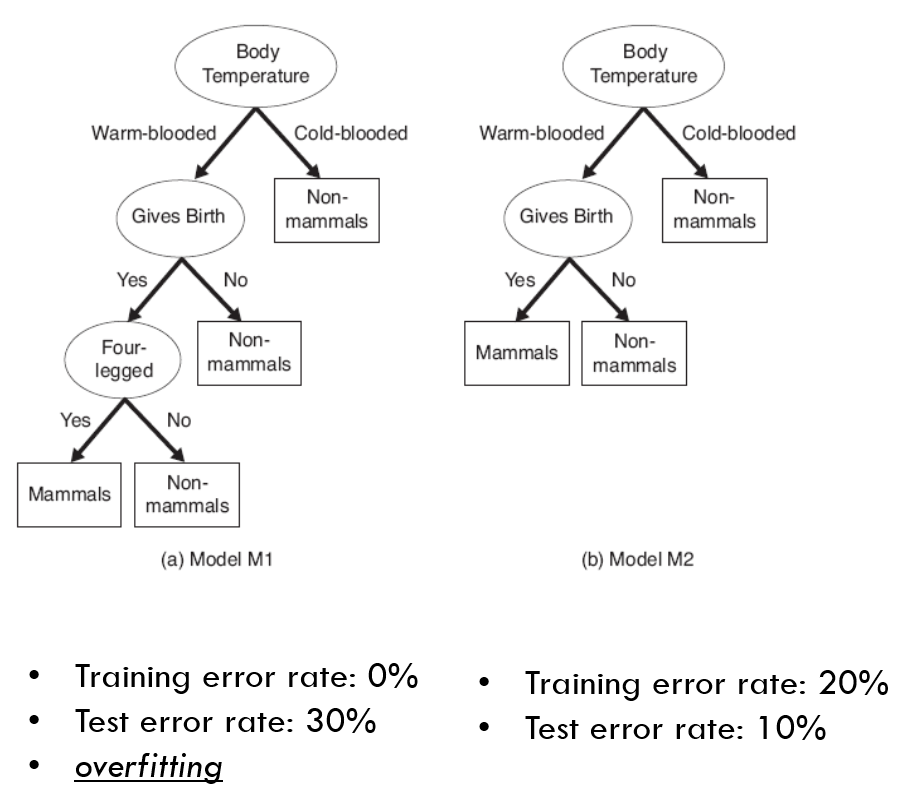 Body
Temperature
Warm-blooded
Cold-blooded
Gives Birth
Non-
mammals
Yes
No
Four-
legged
Non-
mammals
Yes
No
Mammals
Non-
mammals
(a) Model M1
Body
Temperature
Warm-blooded
Cold-blooded
Gives Birth
Non-
mammals
Yes
No
Mammals
Non-
mammals
(b) Model M2
• Training error rate: 0%
• Test error rate: 30%
• overfitting
• Training error rate: 20%
• Test error rate: 10%